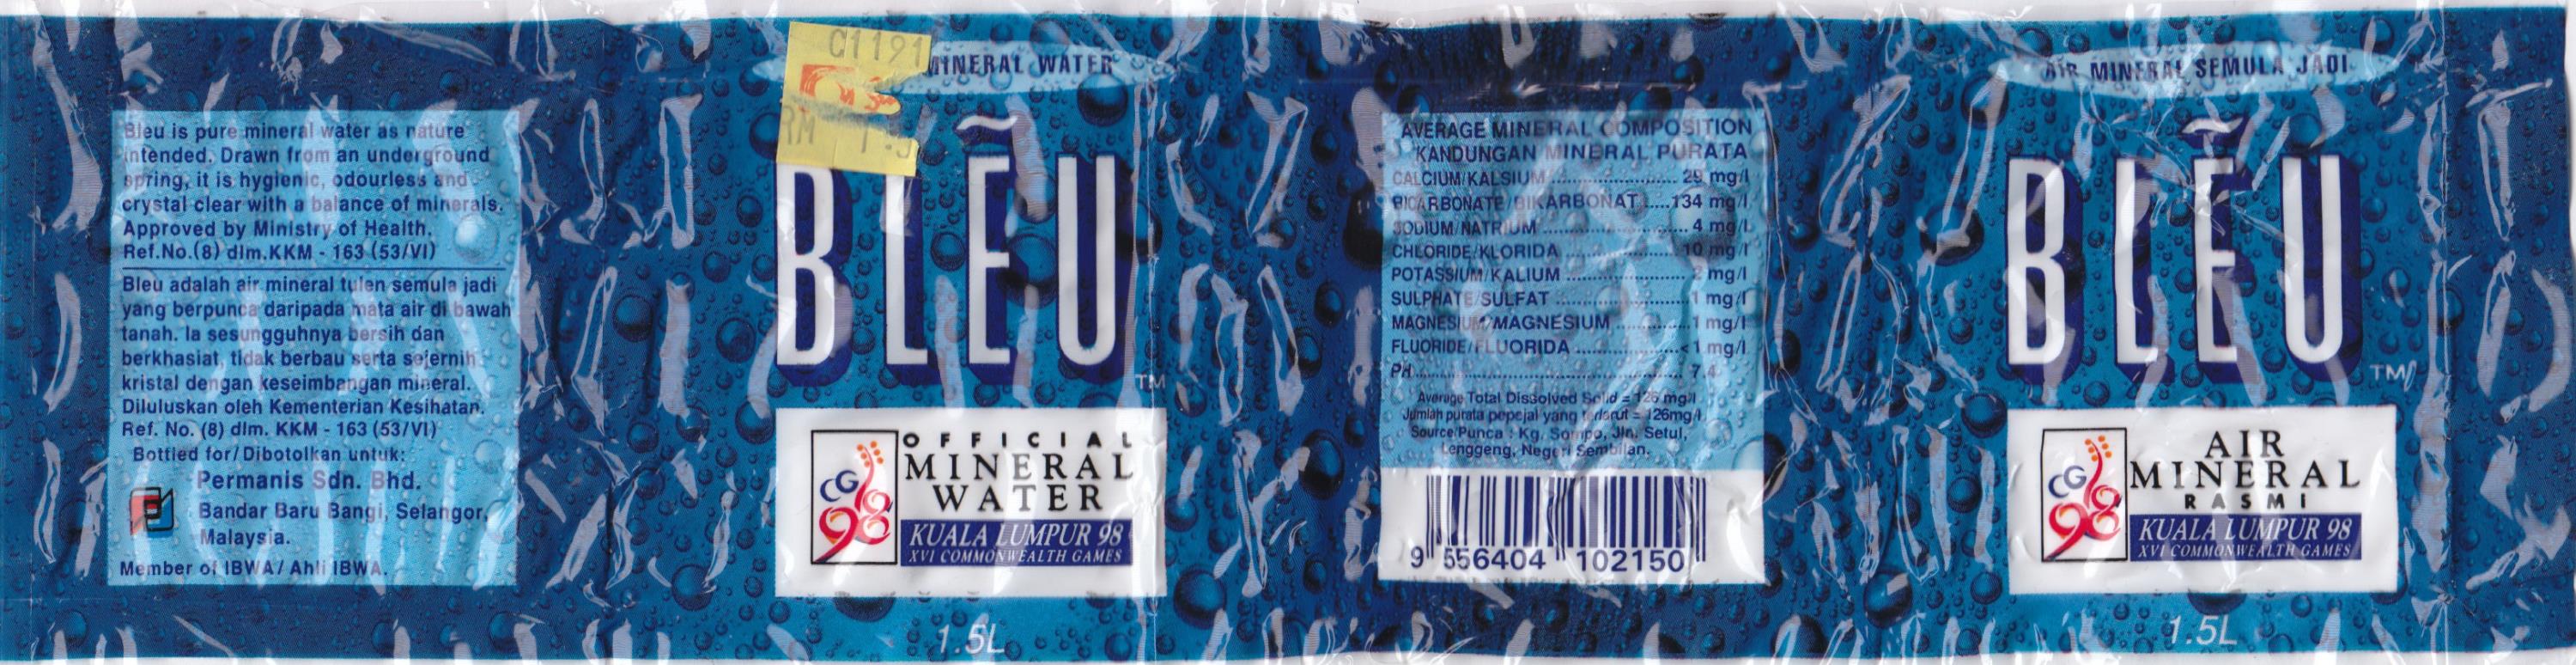 Bleu is pure mineral water as nature
intended. Drawn from an underground
spring, it is hygienic, odourless and
crystal clear with a balance of minerals.
Approved by Ministry of Health.
Ref.No.(8) dlm.KKM - 163 (53/VI)
Bleu adalah air mineral tulen semula jadi
yang berpunca daripada mata air di bawah
tanah. Ia sesungguhnya bersih dan
berkhasiat, tidak berbau serta sejernih
kristal dengan keseimbangan mineral.
Diluluskan oleh Kementerian Kesihatan.
Ref. No. (8) dlm. KKM - 163 (53/VI)
Bottled for/Dibotolkan untuk:
Permanis Sdn. Bhd.
Bandar Baru Bangi, Selangor,
Malaysia.
Member of IBWA/ Ahli IBWA.
C1191
RM
MINERAL WATER
BLẼU
TM
CG 98
OFFICIAL
MINERAL
WATER
KUALA LUMPUR 98
XVI COMMONWEALTH GAMES
1.5L
AVERAGE MINERAL COMPOSITION
KANDUNGAN MINERAL PURATA
CALCIUM/KALSIUM .................... 29 mg/l
BICARBONATE/BIKARBONAT .....134 mg/l
SODIUM/NATRIUM ........................ 4 mg/l
CHLORIDE/KLORIDA .................... 10 mg/l
POTASSIUM/KALIUM .................... 2 mg/l
SULPHATE/SULFAT ......................1 mg/l
MAGNESIUM/MAGNESIUM .............1 mg/l
FLUORIDE/FLUORIDA ..................<1 mg/l
PH............................................. 7.4
Average Total Dissolved Solid = 126 mg/l
Jumlah purata pepejal yang terlarut = 126mg/l
Source/Punca : Kg. Sompo, Jln. Setul,
Lenggeng, Negeri Sembilan.
9 556404 102150
AIR MINERAL SEMULA JADI
BLẼU
TM
CG 98
AIR
MINERAL
RASMI
KUALA LUMPUR 98
XVI COMMONWEALTH GAMES
1.5L